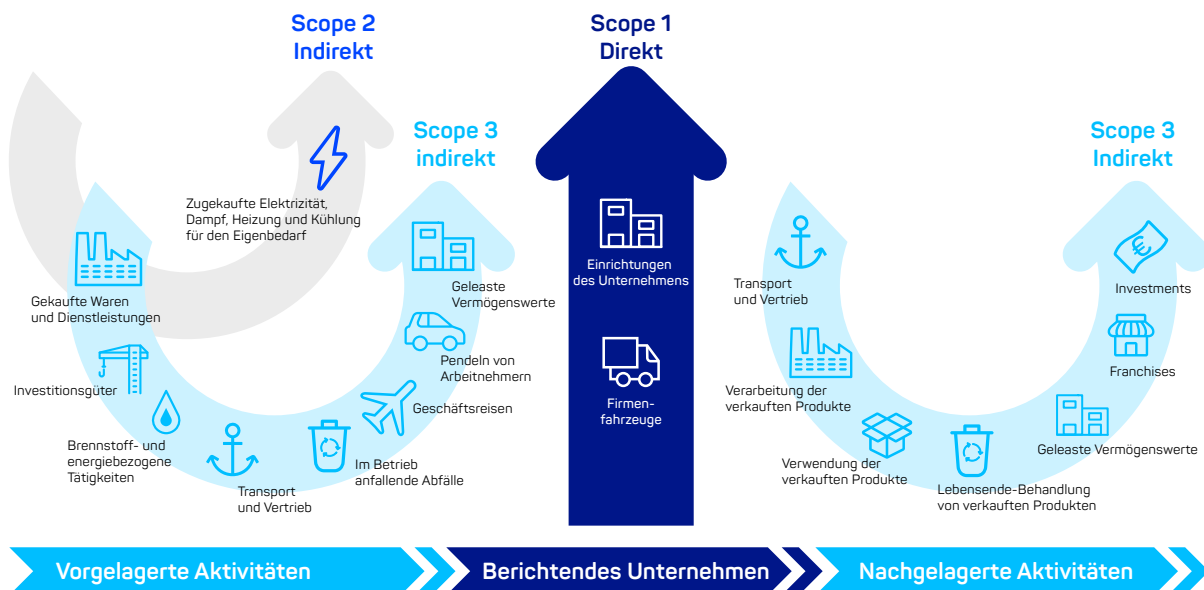 Scope 2
Indirekt
Zugekaufte Elektrizität,
Dampf, Heizung und Kühlung
für den Eigenbedarf
Scope 3
indirekt
Gekaufte Waren
und Dienstleistungen
Investitionsgüter
Brennstoff- und
energiebezogene
Tätigkeiten
Transport
und Vertrieb
Im Betrieb
anfallende Abfälle
Geschäftsreisen
Pendeln von
Arbeitnehmern
Geleaste
Vermögenswerte
Scope 1
Direkt
Einrichtungen
des Unternehmens
Firmen-
fahrzeuge
Scope 3
Indirekt
Transport
und Vertrieb
Verarbeitung der
verkauften Produkte
Verwendung der
verkauften Produkte
Lebensende-Behandlung
von verkauften Produkten
Geleaste Vermögenswerte
Franchises
€
Investments
Vorgelagerte Aktivitäten
Berichtendes Unternehmen
Nachgelagerte Aktivitäten